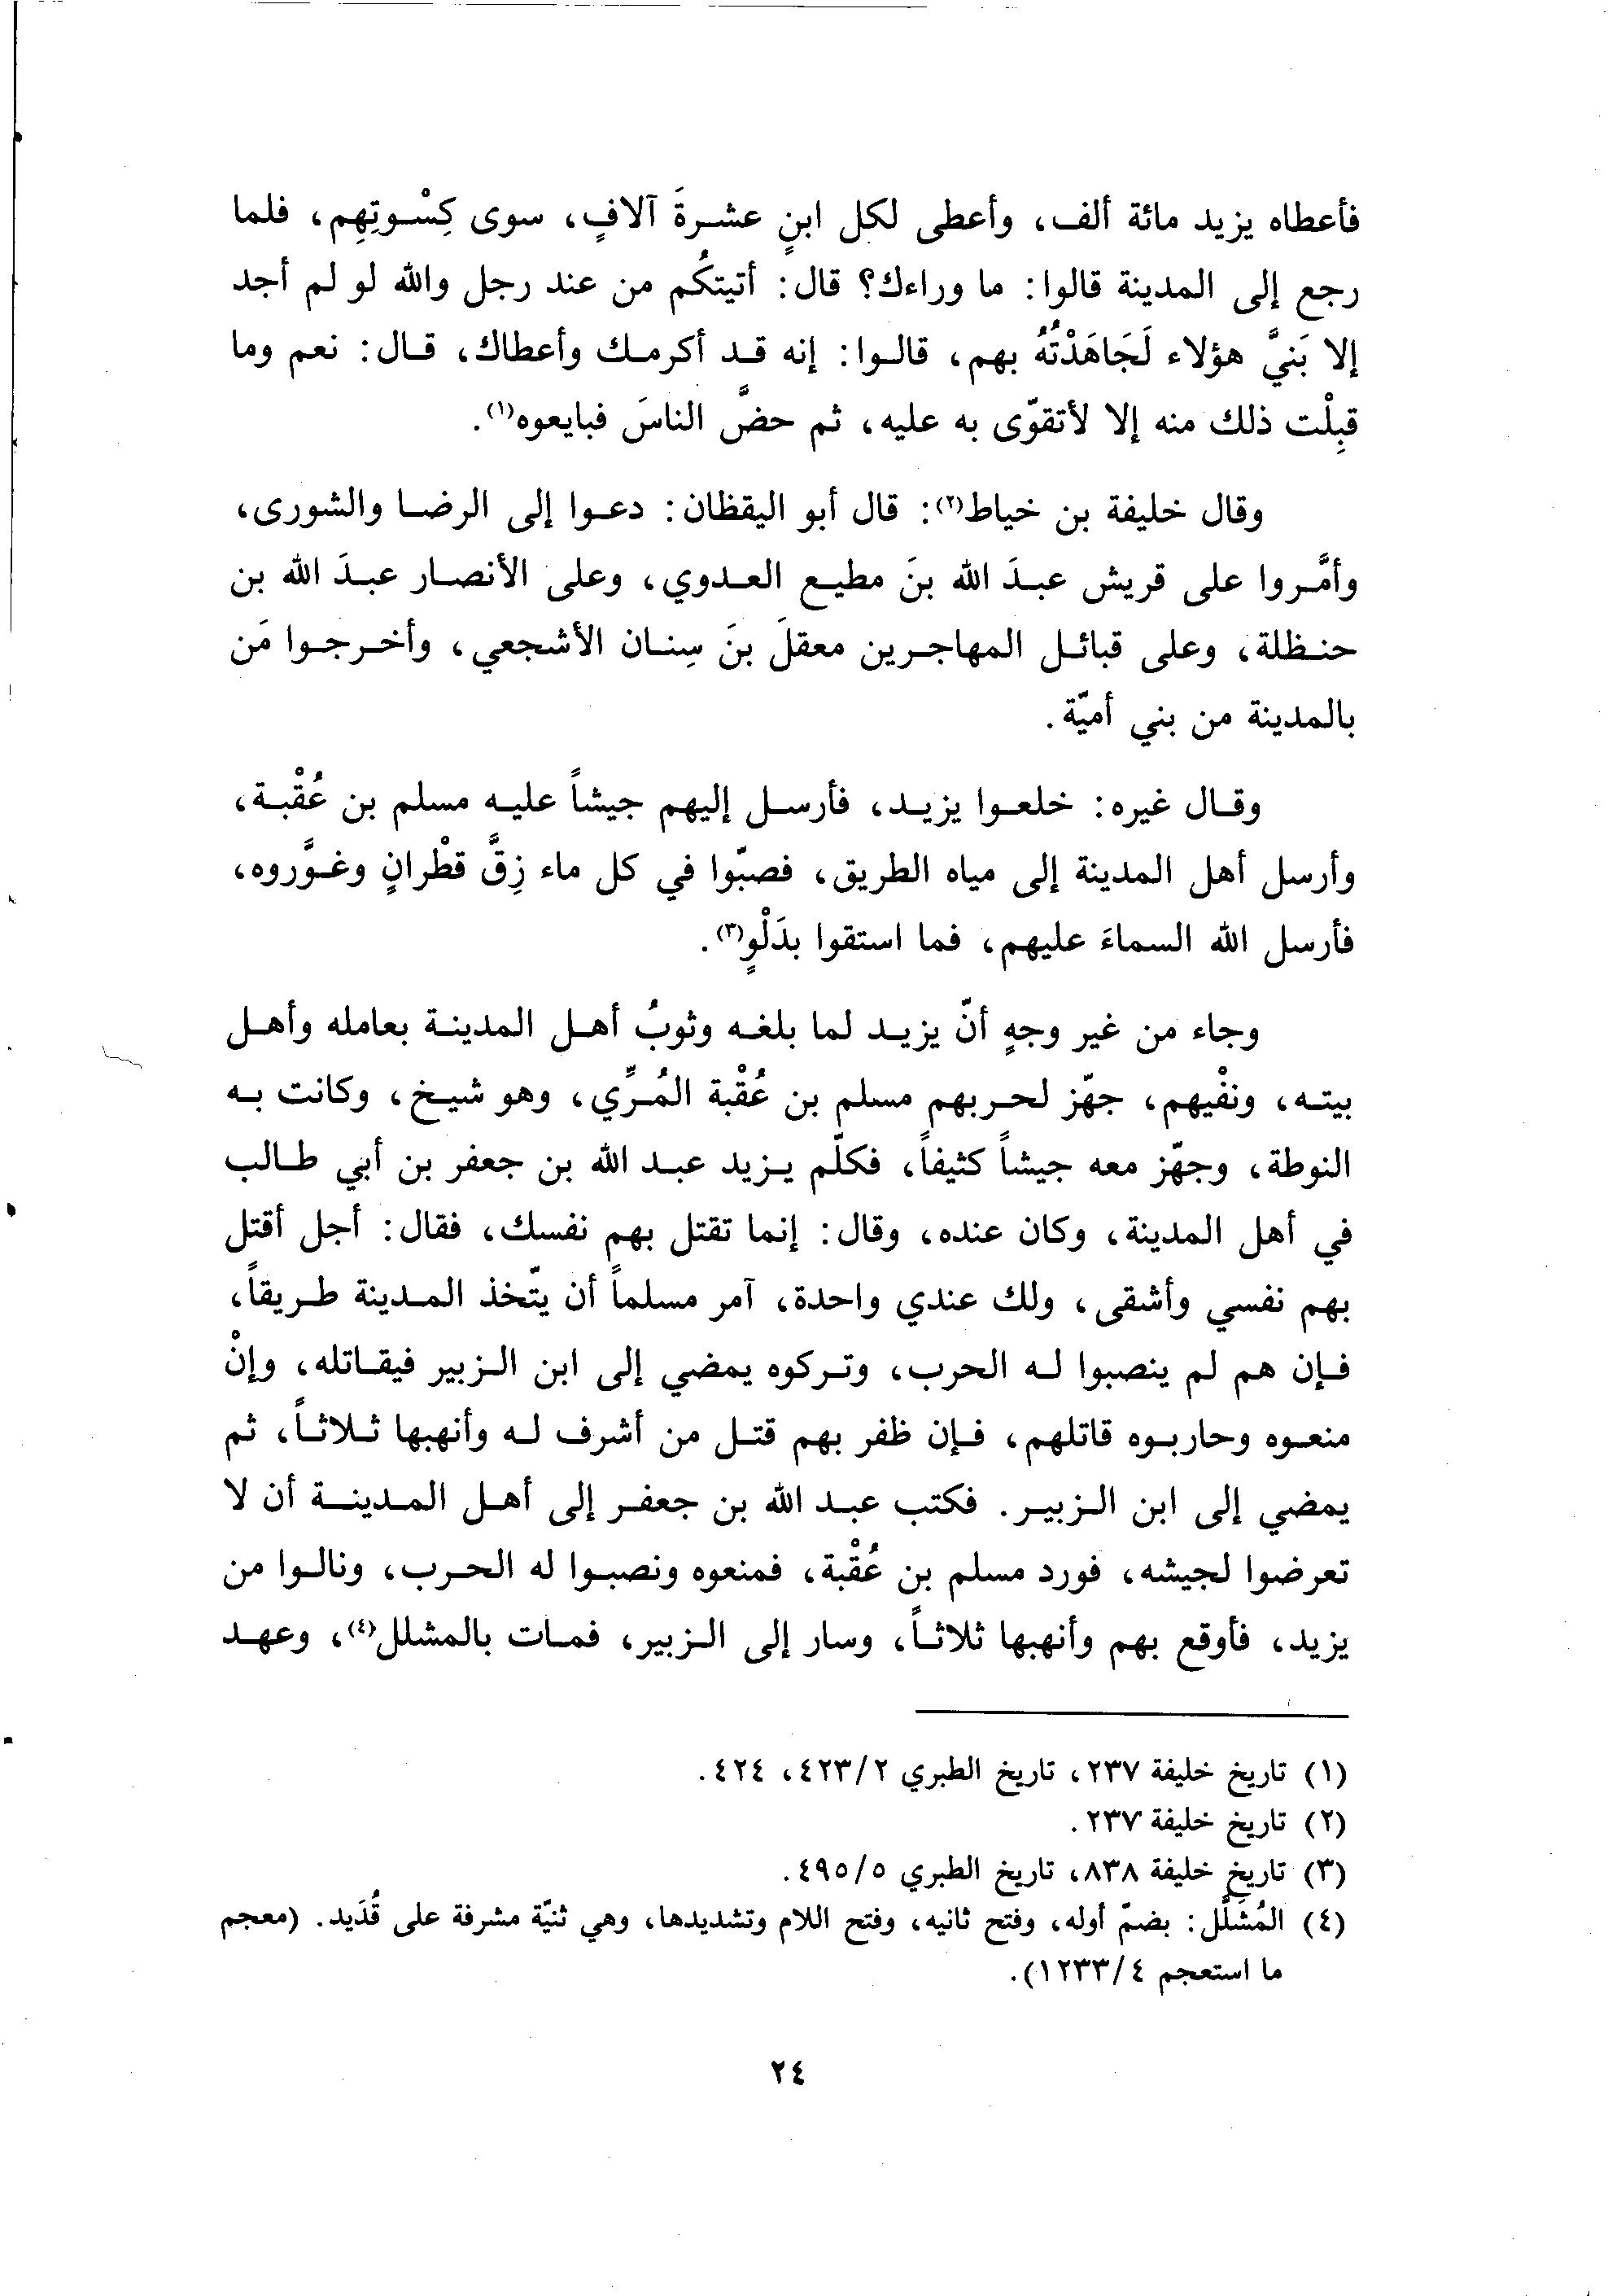 فأعطاه يزيد مائة ألف، وأعطى لكل ابنٍ عشرةَ آلافٍ، سوى كِسْوتِهِم، فلما
رجع إلى المدينة قالوا: ما وراءك؟ قال: أتيتكُم من عند رجل والله لو لم أجد
إلا بَنيَّ هؤلاء لَجَاهَدْتُهُ بهم، قالوا: إنه قد أكرمك وأعطاك، قال: نعم وما
قبِلْت ذلك منه إلا لأتقوّى به عليه، ثم حضَّ الناسَ فبايعوه(١).
وقال خليفة بن خياط(٢): قال أبو اليقظان: دعوا إلى الرضا والشورى،
وأمَّروا على قريش عبدَ الله بنَ مطيع العدوي، وعلى الأنصار عبدَ الله بن
حنظلة، وعلى قبائل المهاجرين معقلَ بنَ سِنان الأشجعي، وأخرجوا مَن
بالمدينة من بني أميّة.
وقال غيره: خلعوا يزيد، فأرسل إليهم جيشاً عليه مسلم بن عُقْبة،
وأرسل أهل المدينة إلى مياه الطريق، فصبّوا في كل ماء زِقَّ قطْرانٍ وغوَّروه،
فأرسل الله السماءَ عليهم، فما استقوا بدَلْوٍ(٣).
وجاء من غير وجهٍ أنّ يزيد لما بلغه وثوبُ أهل المدينة بعامله وأهل
بيته، ونفْيهم، جهّز لحربهم مسلم بن عُقْبة المُرِّي، وهو شيخ، وكانت به
النوطة، وجهّز معه جيشاً كثيفاً، فكلّم يزيد عبد الله بن جعفر بن أبي طالب
في أهل المدينة، وكان عنده، وقال: إنما تقتل بهم نفسك، فقال: أجل أقتل
بهم نفسي وأشقى، ولك عندي واحدة، آمر مسلماً أن يتّخذ المدينة طريقاً،
فإن هم لم ينصبوا له الحرب، وتركوه يمضي إلى ابن الزبير فيقاتله، وإنْ
منعوه وحاربوه قاتلهم، فإن ظفر بهم قتل من أشرف له وأنهبها ثلاثاً، ثم
يمضي إلى ابن الزبير. فكتب عبد الله بن جعفر إلى أهل المدينة أن لا
تعرضوا لجيشه، فورد مسلم بن عُقْبة، فمنعوه ونصبوا له الحرب، ونالوا من
يزيد، فأوقع بهم وأنهبها ثلاثاً، وسار إلى الزبير، فمات بالمشلل(٤)، وعهد
(١) تاريخ خليفة ٢٣٧، تاريخ الطبري ٤٢٣/٢، ٤٢٤.
(٢) تاريخ خليفة ٢٣٧.
(٣) تاريخ خليفة ٨٣٨، تاريخ الطبري ٤٩٥/٥.
(٤) المُشَلَّل: بضمّ أوله، وفتح ثانيه، وفتح اللام وتشديدها، وهي ثنيّة مشرفة على قُدَيد. (معجم
ما استعجم ١٢٣٣/٤).
٢٤